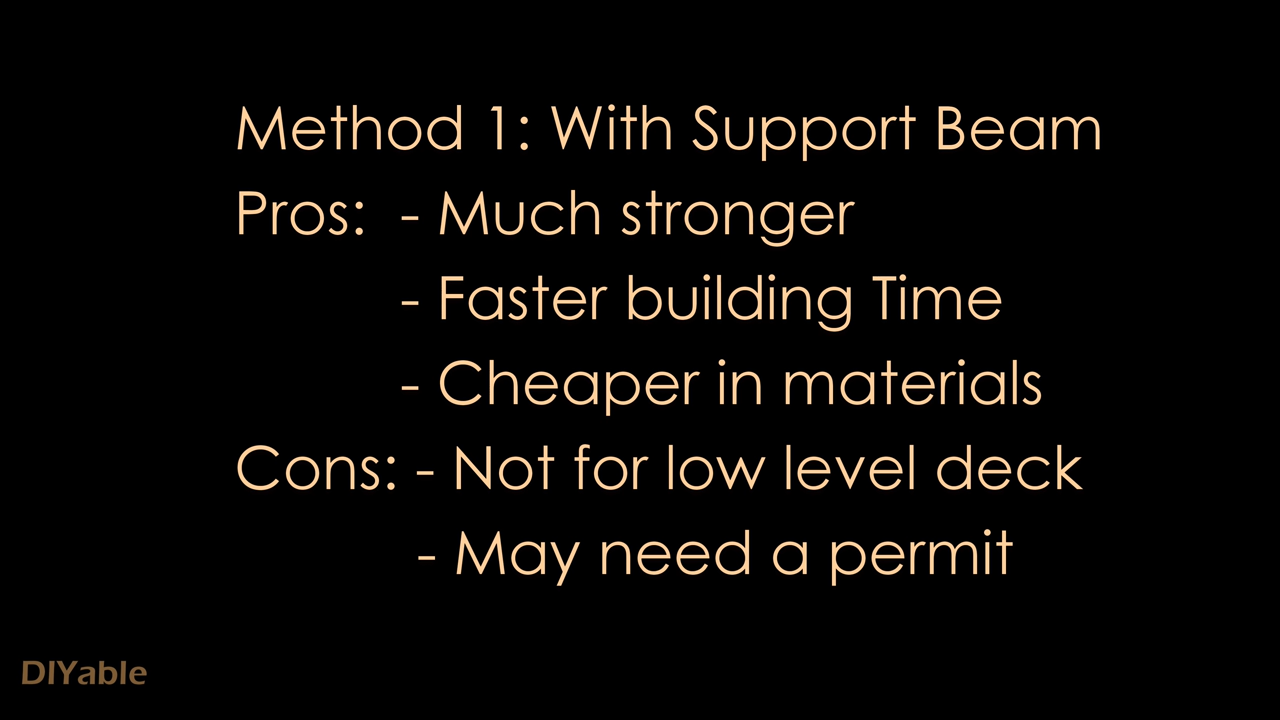 Method 1: With Support Beam
Pros: - Much stronger
- Faster building Time
- Cheaper in materials
Cons: - Not for low level deck
- May need a permit
DIYable